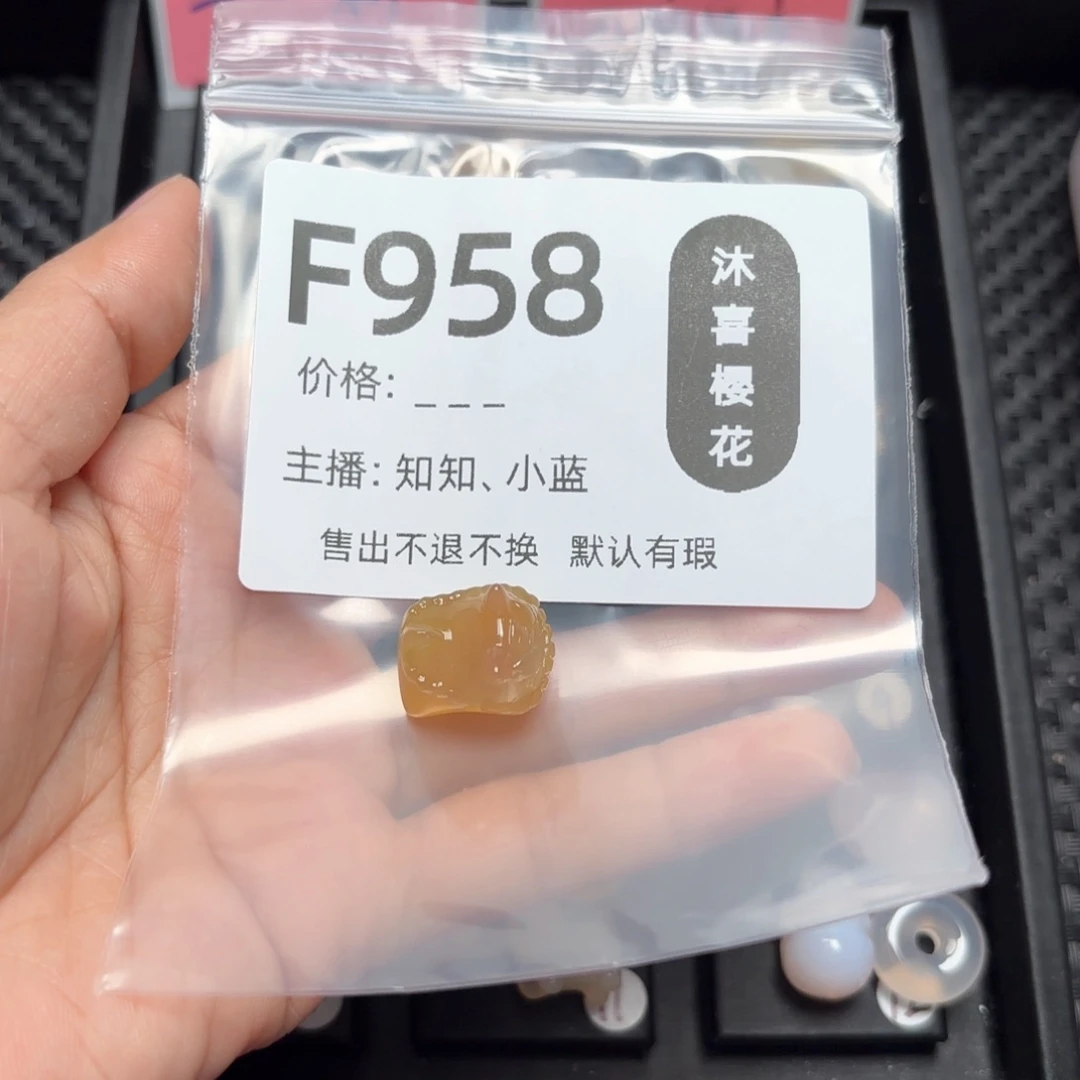 F958
沐喜樱花
价格: _ _ _
主播: 知知、小蓝
售出不退不换 默认有瑕